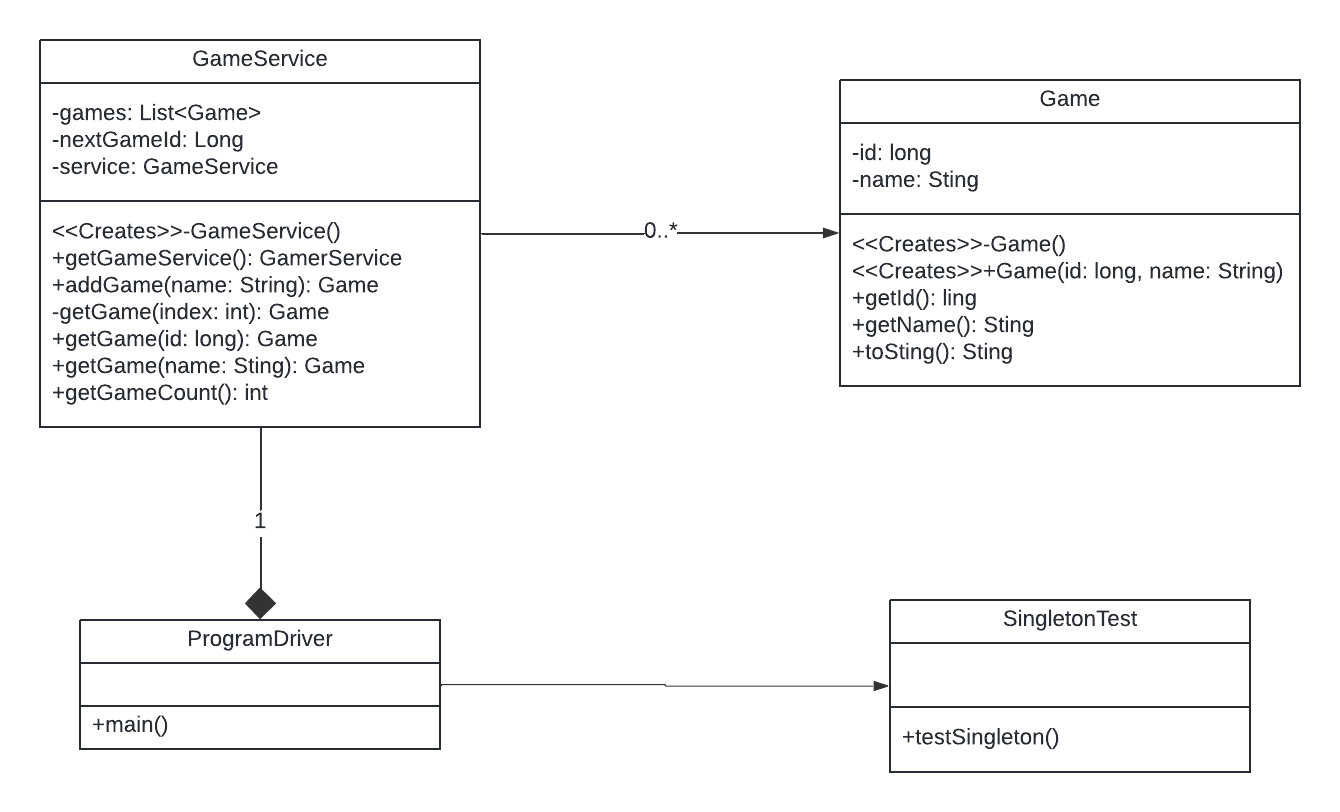 GameService
-games: List<Game>
-nextGameId: Long
-service: GameService
<<Creates>>-GameService()
+getGameService(): GamerService
+addGame(name: String): Game
-getGame(index: int): Game
+getGame(id: long): Game
+getGame(name: Sting): Game
+getGameCount(): int
0..*
Game
-id: long
-name: Sting
<<Creates>>-Game()
<<Creates>>+Game(id: long, name: String)
+getId(): ling
+getName(): Sting
+toSting(): Sting
1
ProgramDriver
+main()
SingletonTest
+testSingleton()